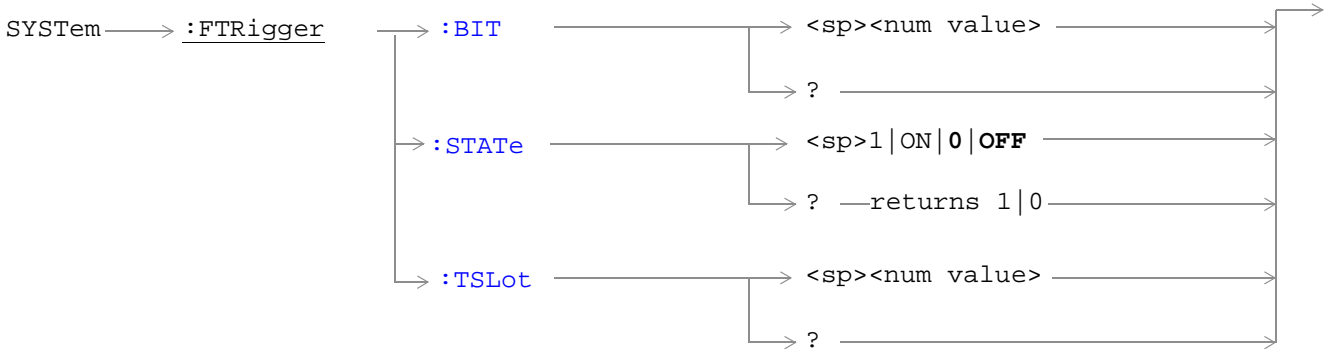 SYSTem :FTRigger :BIT <sp><num value>
?
:STATe <sp>1|ON|0|OFF
? returns 1|0
:TSLot <sp><num value>
?